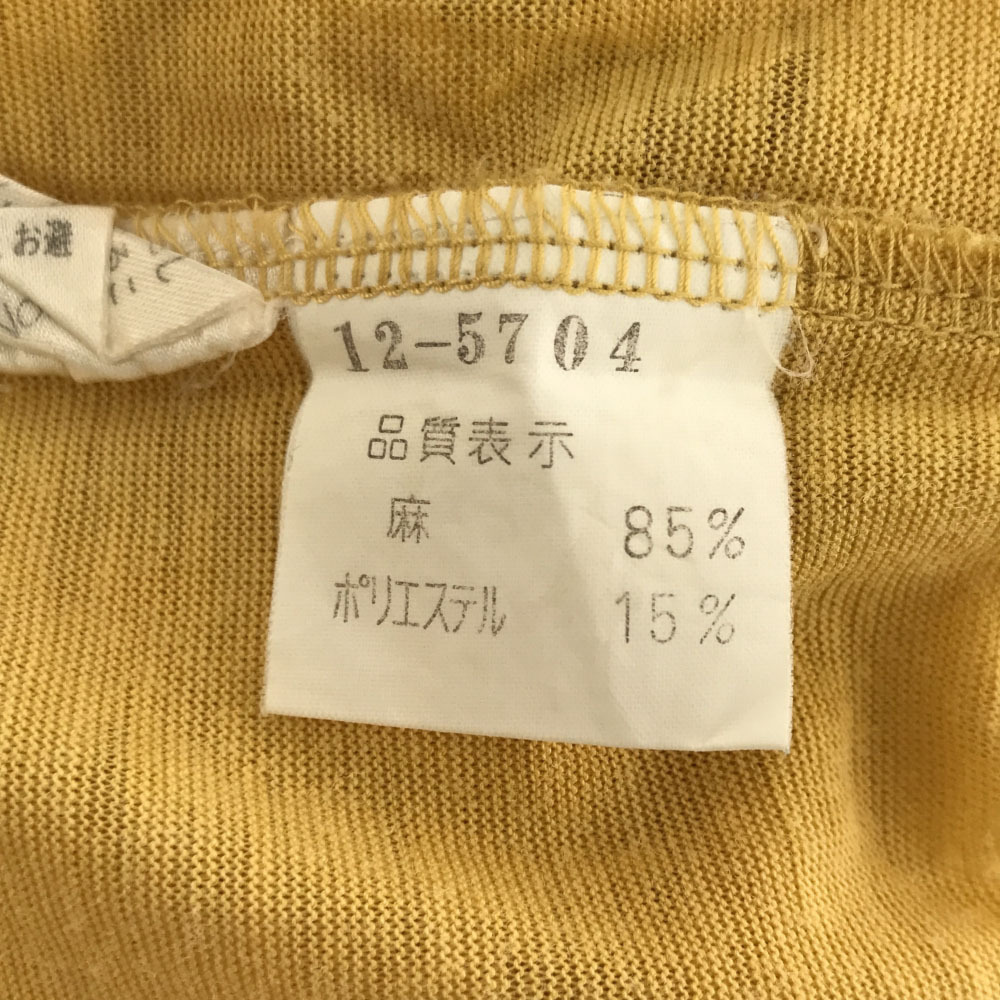 お避
12-5704
品質表示
麻 85%
ポリエステル 15%